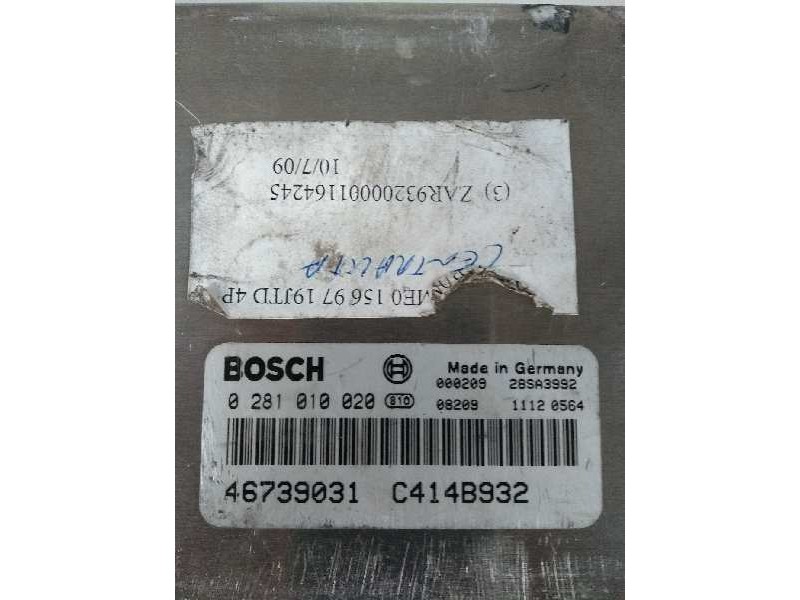 (3) ZAR93200001164245
10/7/09
MEO 156 97 19JTD 4P
CENTRALITA
BOSCH
Made in Germany
000209 28SA3992
0 281 010 020 810 08209 1112 0564
46739031 C414B932